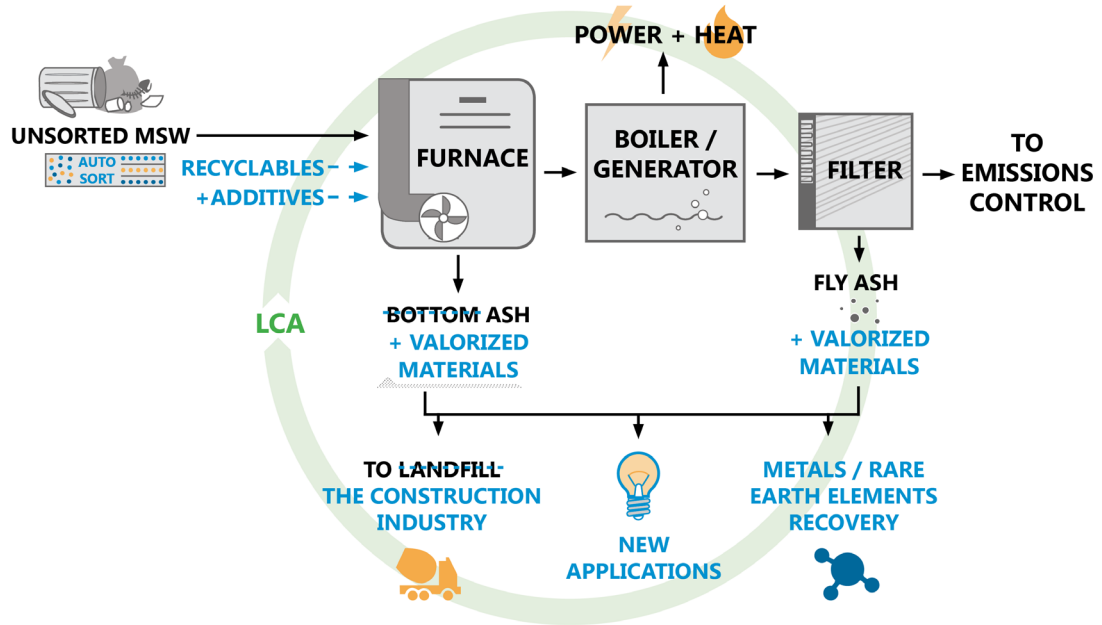 POWER + HEAT
UNSORTED MSW
AUTO
SORT
RECYCLABLES
+ADDITIVES
FURNACE
BOILER /
GENERATOR
FILTER
TO
EMISSIONS
CONTROL
BOTTOM ASH
+ VALORIZED
MATERIALS
FLY ASH
+ VALORIZED
MATERIALS
LCA
TO LANDFILL
THE CONSTRUCTION
INDUSTRY
NEW
APPLICATIONS
METALS / RARE
EARTH ELEMENTS
RECOVERY